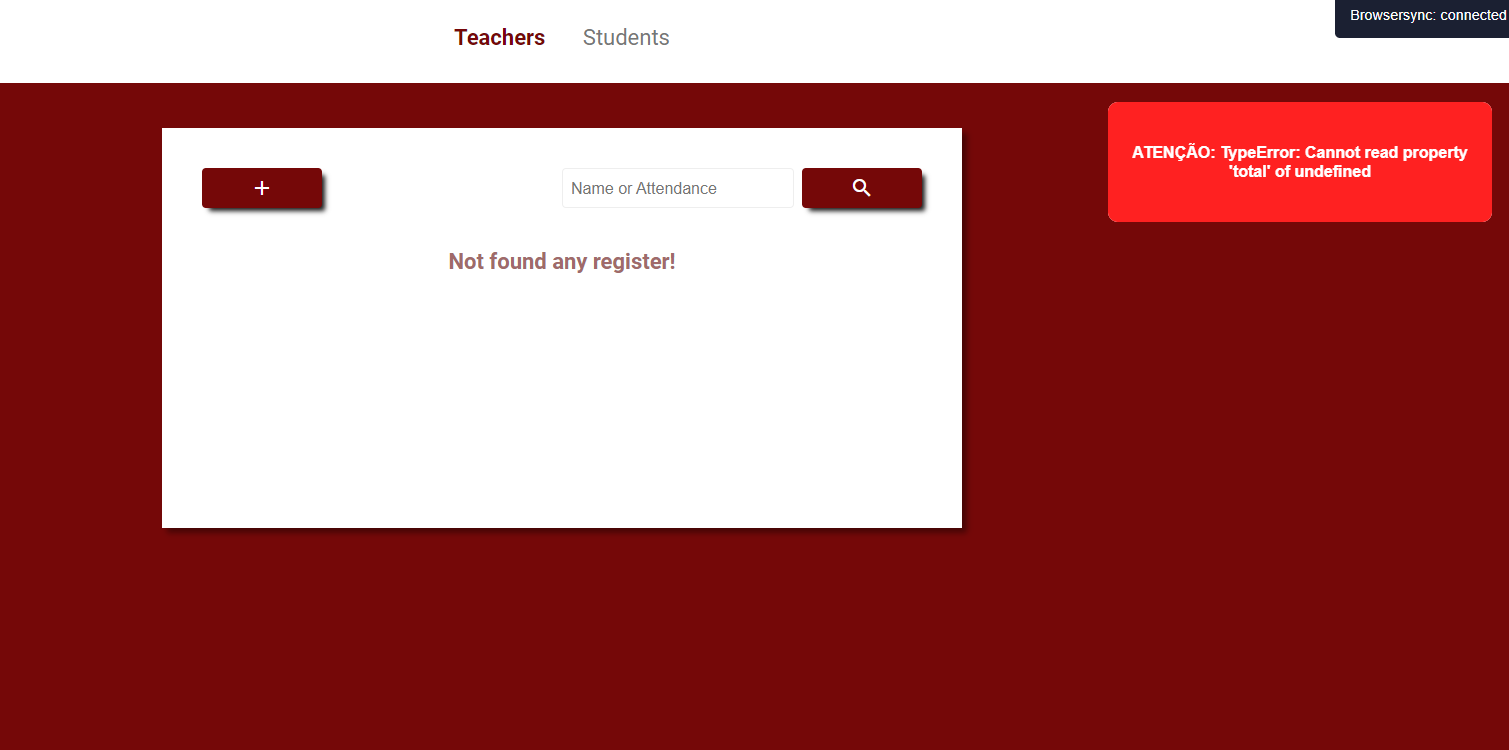 Teachers Students
Browsersync: connected
ATENÇÃO: TypeError: Cannot read property
'total' of undefined
Name or Attendance
Not found any register!